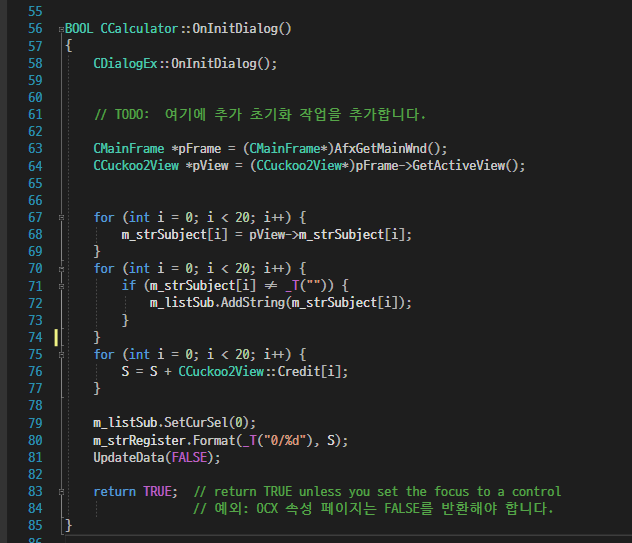 55
56 BOOL CCalculator::OnInitDialog()
57 {
58 CDialogEx::OnInitDialog();
59
60
61 // TODO:  여기에 추가 초기화 작업을 추가합니다.
62
63 CMainFrame *pFrame = (CMainFrame*)AfxGetMainWnd();
64 CCuckoo2View *pView = (CCuckoo2View*)pFrame->GetActiveView();
65
66
67 for (int i = 0; i < 20; i++) {
68 m_strSubject[i] = pView->m_strSubject[i];
69 }
70 for (int i = 0; i < 20; i++) {
71 if (m_strSubject[i] ≠ _T("")) {
72 m_listSub.AddString(m_strSubject[i]);
73 }
74 }
75 for (int i = 0; i < 20; i++) {
76 S = S + CCuckoo2View::Credit[i];
77 }
78
79 m_listSub.SetCurSel(0);
80 m_strRegister.Format(_T("0/%d"), S);
81 UpdateData(FALSE);
82
83 return TRUE;  // return TRUE unless you set the focus to a control
84 // 예외: OCX 속성 페이지는 FALSE를 반환해야 합니다.
85 }
86